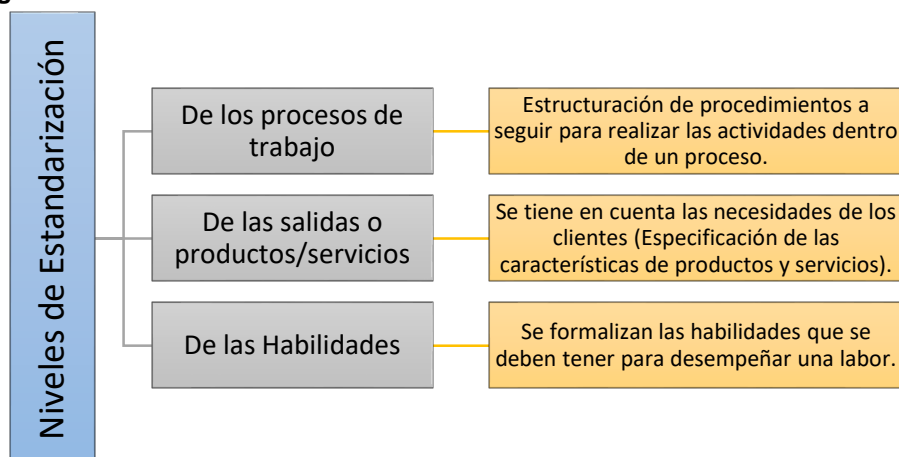 Niveles de Estandarización
De los procesos de
trabajo
Estructuración de procedimientos a
seguir para realizar las actividades dentro
de un proceso.
De las salidas o
productos/servicios
Se tiene en cuenta las necesidades de los
clientes (Especificación de las
características de productos y servicios).
De las Habilidades
Se formalizan las habilidades que se
deben tener para desempeñar una labor.